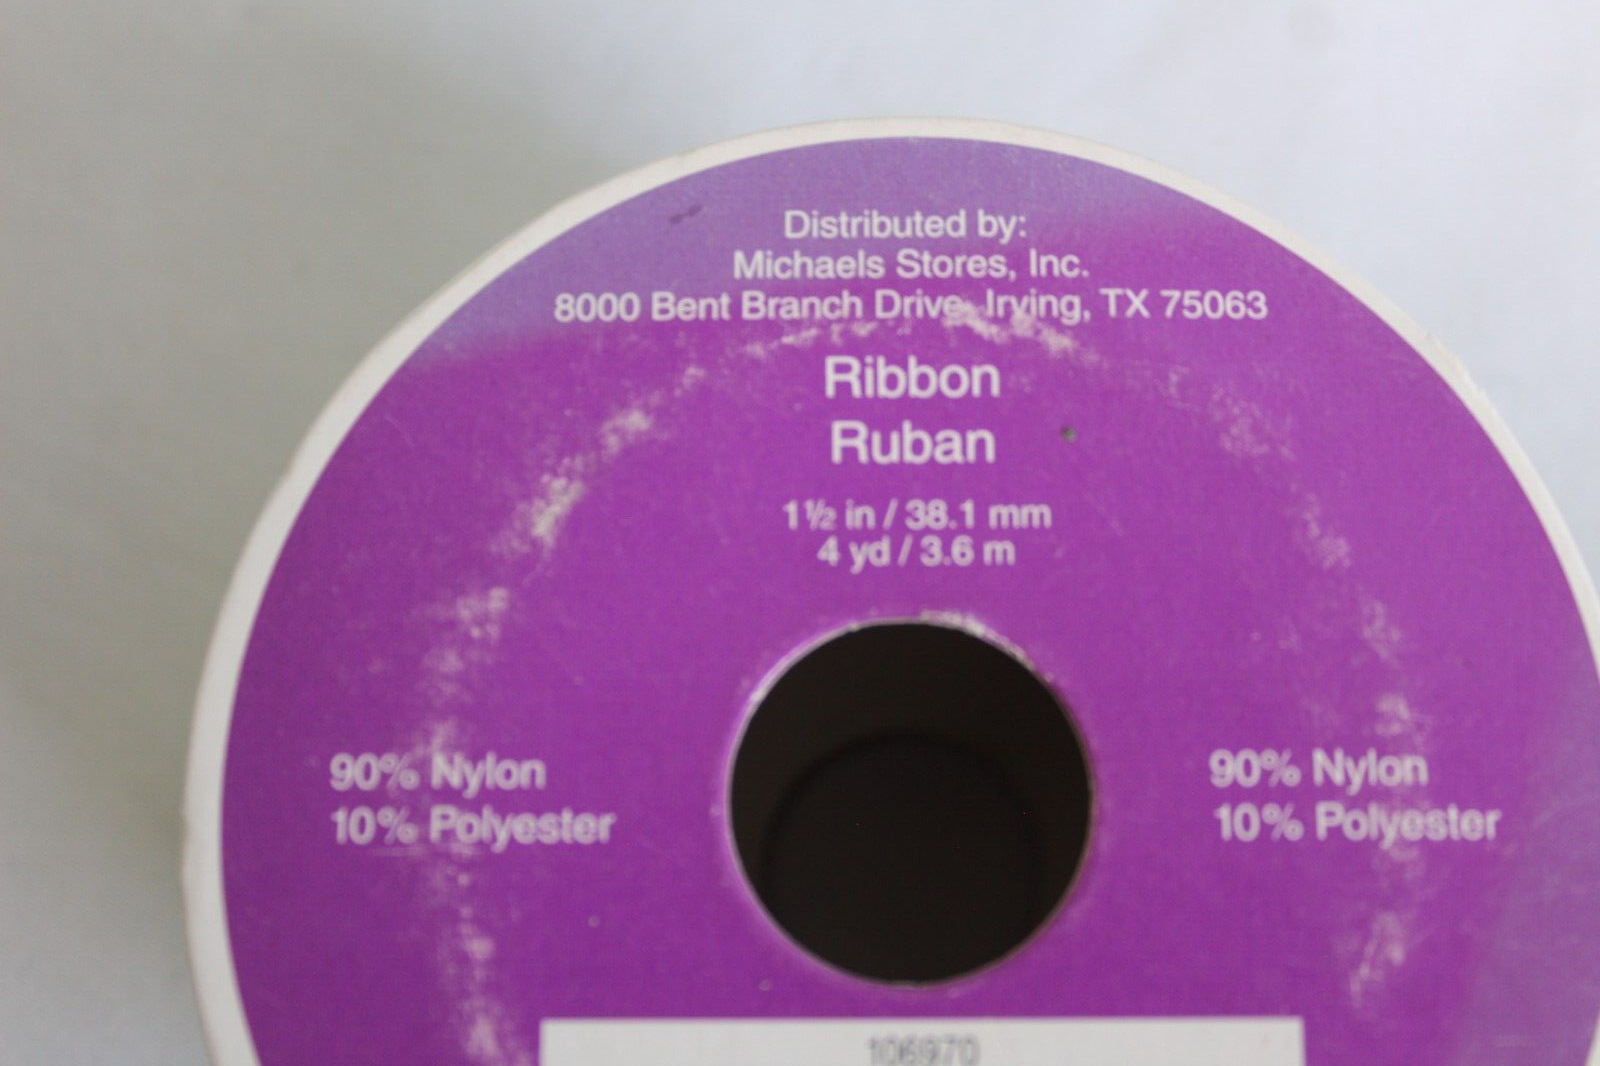 Distributed by:
Michaels Stores, Inc.
8000 Bent Branch Drive, Irving, TX 75063
Ribbon
Ruban
1½ in / 38.1 mm
4 yd / 3.6 m
90% Nylon
10% Polyester
90% Nylon
10% Polyester
106970